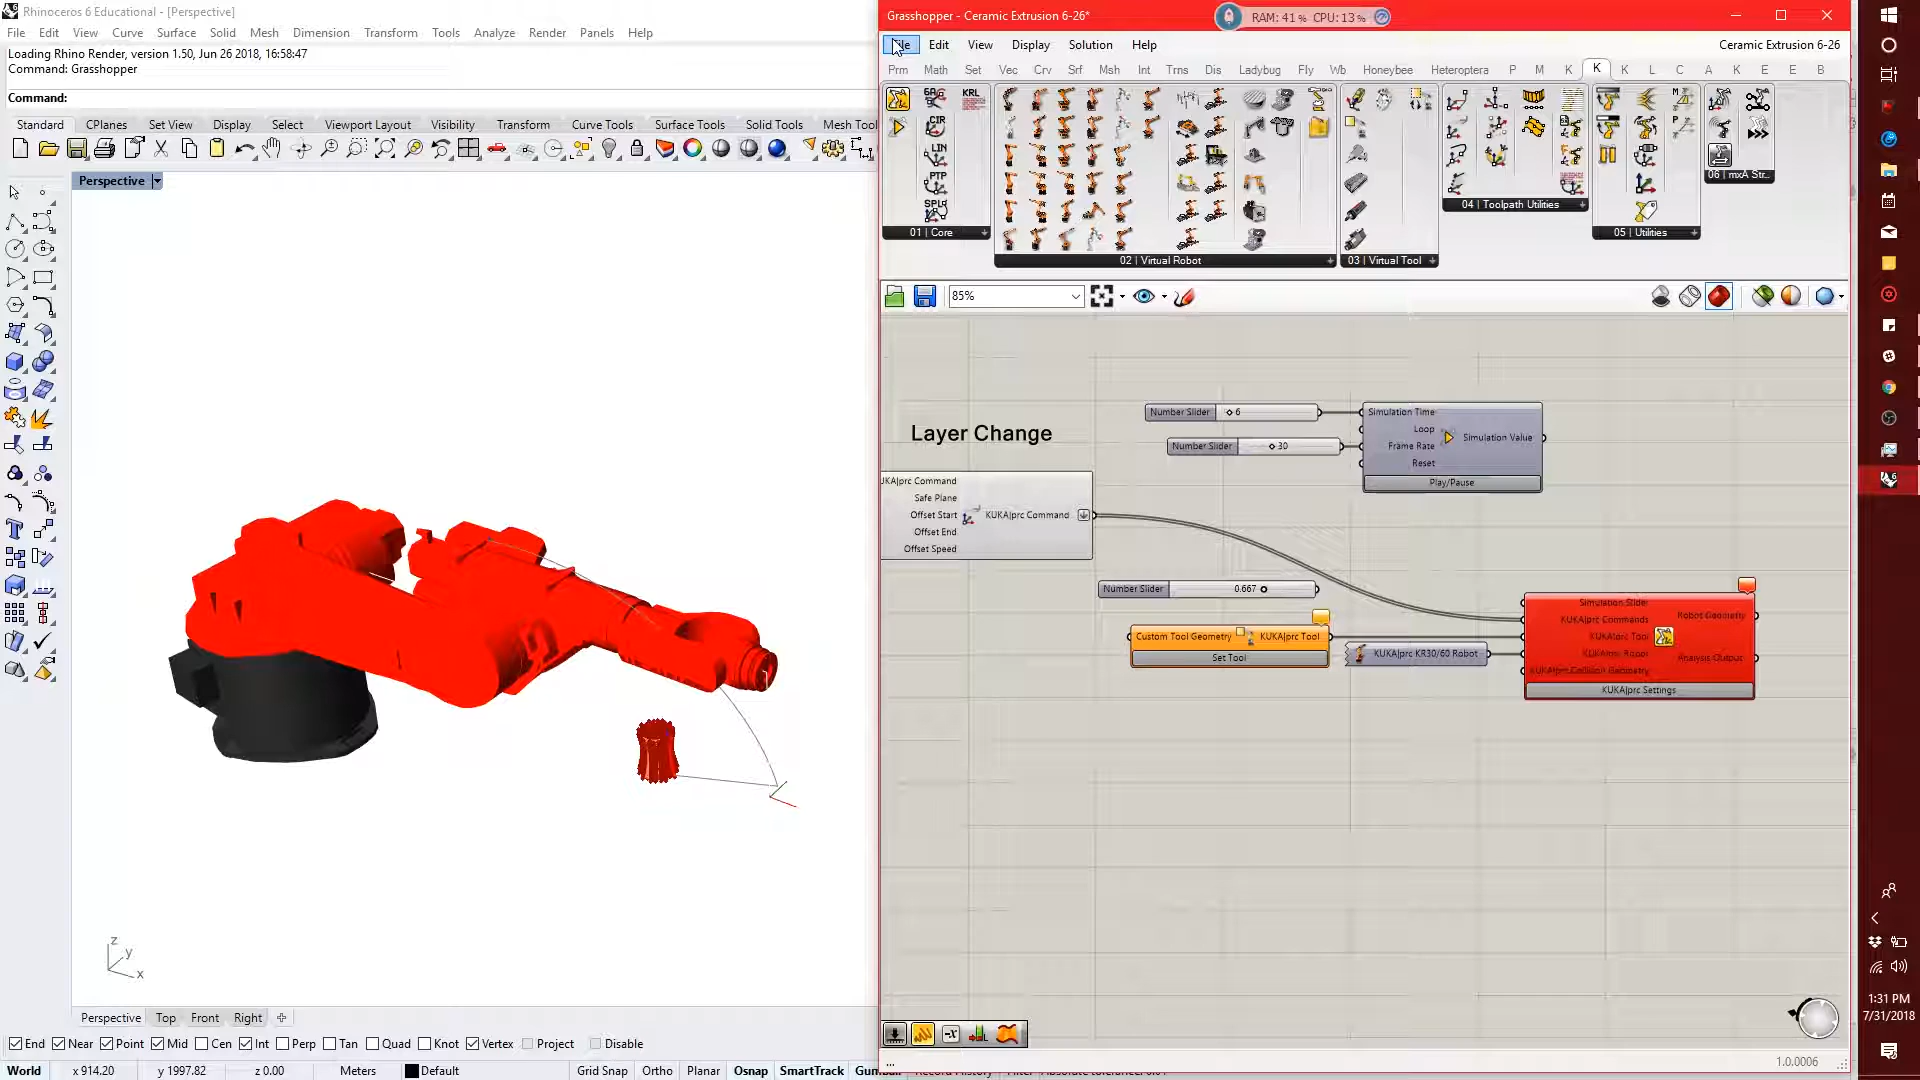 Rhinoceros 6 Educational - [Perspective]
File Edit View Curve Surface Solid Mesh Dimension Transform Tools Analyze Render Panels Help
Loading Rhino Render, version 1.50, Jun 26 2018, 16:58:47
Command: Grasshopper
Command:
Standard CPlanes Set View Display Select Viewport Layout Visibility Transform Curve Tools Surface Tools Solid Tools Mesh Tool
Perspective
z
y
x
Perspective Top Front Right
End Near Point Mid Cen Int Perp Tan Quad Knot Vertex Project Disable
World x 914.20 y 1997.82 z 0.00 Meters Default Grid Snap Ortho Planar Osnap SmartTrack
Grasshopper - Ceramic Extrusion 6-26*
RAM: 41% CPU: 13%
Edit View Display Solution Help
Ceramic Extrusion 6-26
Prm Math Set Vec Crv Srf Msh Int Trns Dis Ladybug Fly Wb Honeybee Heteroptera P M K K K L C A K E E B
KRL
CIR
LIN
PTP
SPL
01 | Core
02 | Virtual Robot
03 | Virtual Tool
04 | Toolpath Utilities
05 | Utilities
06 | mxA Str...
85%
Layer Change
Number Slider 6
Number Slider 30
Simulation Time
Loop
Frame Rate
Reset
Simulation Value
Play/Pause
UKA|prc Command
Safe Plane
Offset Start
Offset End
Offset Speed
KUKA|prc Command
Number Slider 0.667
Custom Tool Geometry
KUKA|prc Tool
Set Tool
KUKA|prc KR30/60 Robot
Simulation Slider
KUKA|prc Commands
KUKA|prc Tool
KUKA|prc Robot
KUKA|prc Collision Geometry
Robot Geometry
Analysis Output
KUKA|prc Settings
...
1.0.0006
1:31 PM
7/31/2018